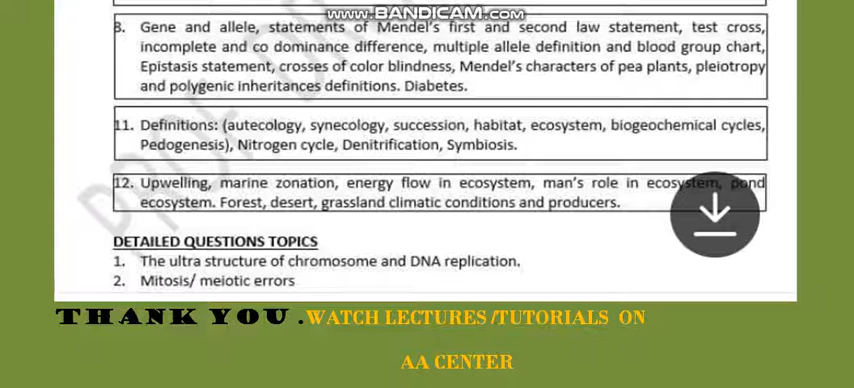 www.BANDICAM.com
8. Gene and allele, statements of Mendel's first and second law statement, test cross,
incomplete and co dominance difference, multiple allele definition and blood group chart,
Epistasis statement, crosses of color blindness, Mendel's characters of pea plants, pleiotropy
and polygenic inheritances definitions. Diabetes.
11. Definitions: (autecology, synecology, succession, habitat, ecosystem, biogeochemical cycles,
Pedogenesis), Nitrogen cycle, Denitrification, Symbiosis.
12. Upwelling, marine zonation, energy flow in ecosystem, man's role in ecosystem, pond
ecosystem. Forest, desert, grassland climatic conditions and producers.
DETAILED QUESTIONS TOPICS
1. The ultra structure of chromosome and DNA replication.
2. Mitosis/ meiotic errors
THANK YOU .WATCH LECTURES /TUTORIALS ON
AA CENTER